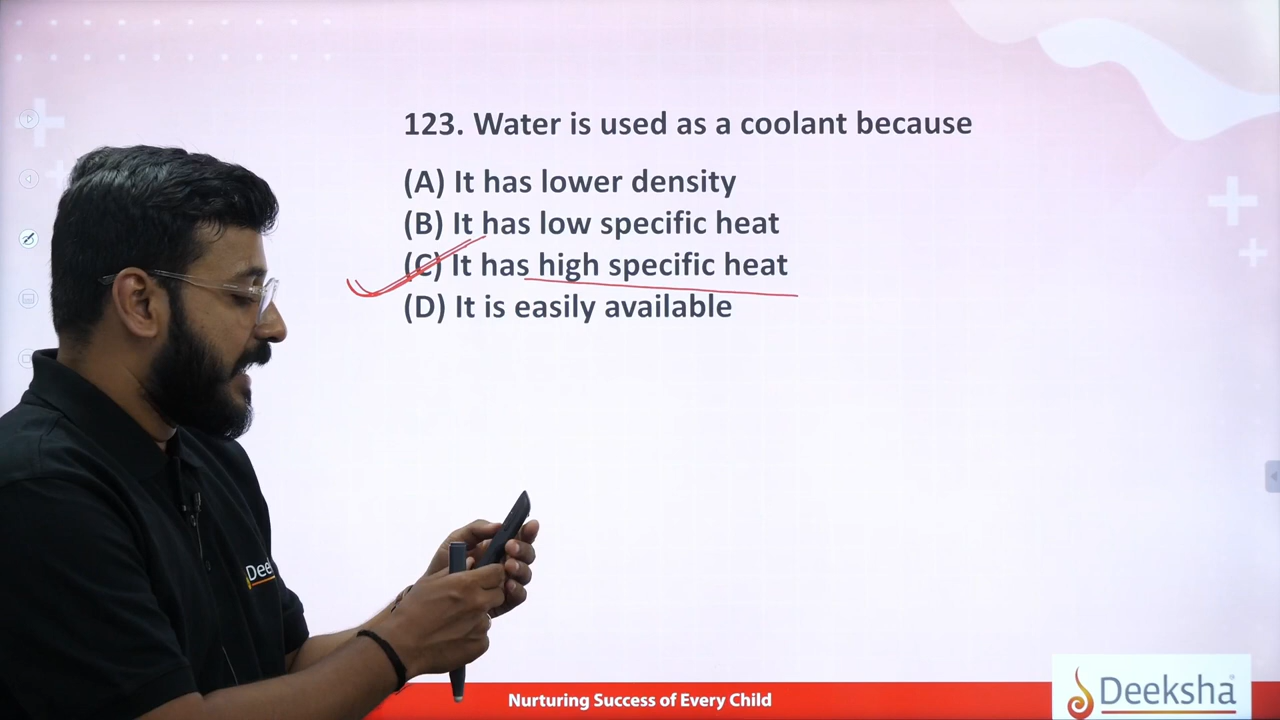 123. Water is used as a coolant because
(A) It has lower density
(B) It has low specific heat
(C) It has high specific heat
(D) It is easily available
Dee
Nurturing Success of Every Child
Deeksha